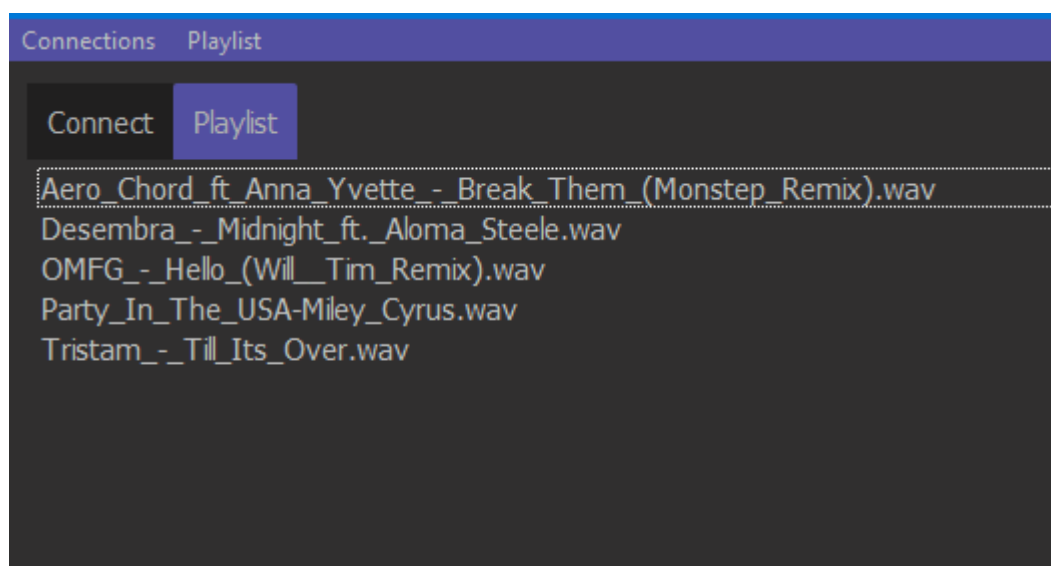 Connections Playlist
Connect Playlist
Aero_Chord_ft_Anna_Yvette_-_Break_Them_(Monstep_Remix).wav
Desembra_-_Midnight_ft._Aloma_Steele.wav
OMFG_-_Hello_(Will__Tim_Remix).wav
Party_In_The_USA-Miley_Cyrus.wav
Tristam_-_Till_Its_Over.wav